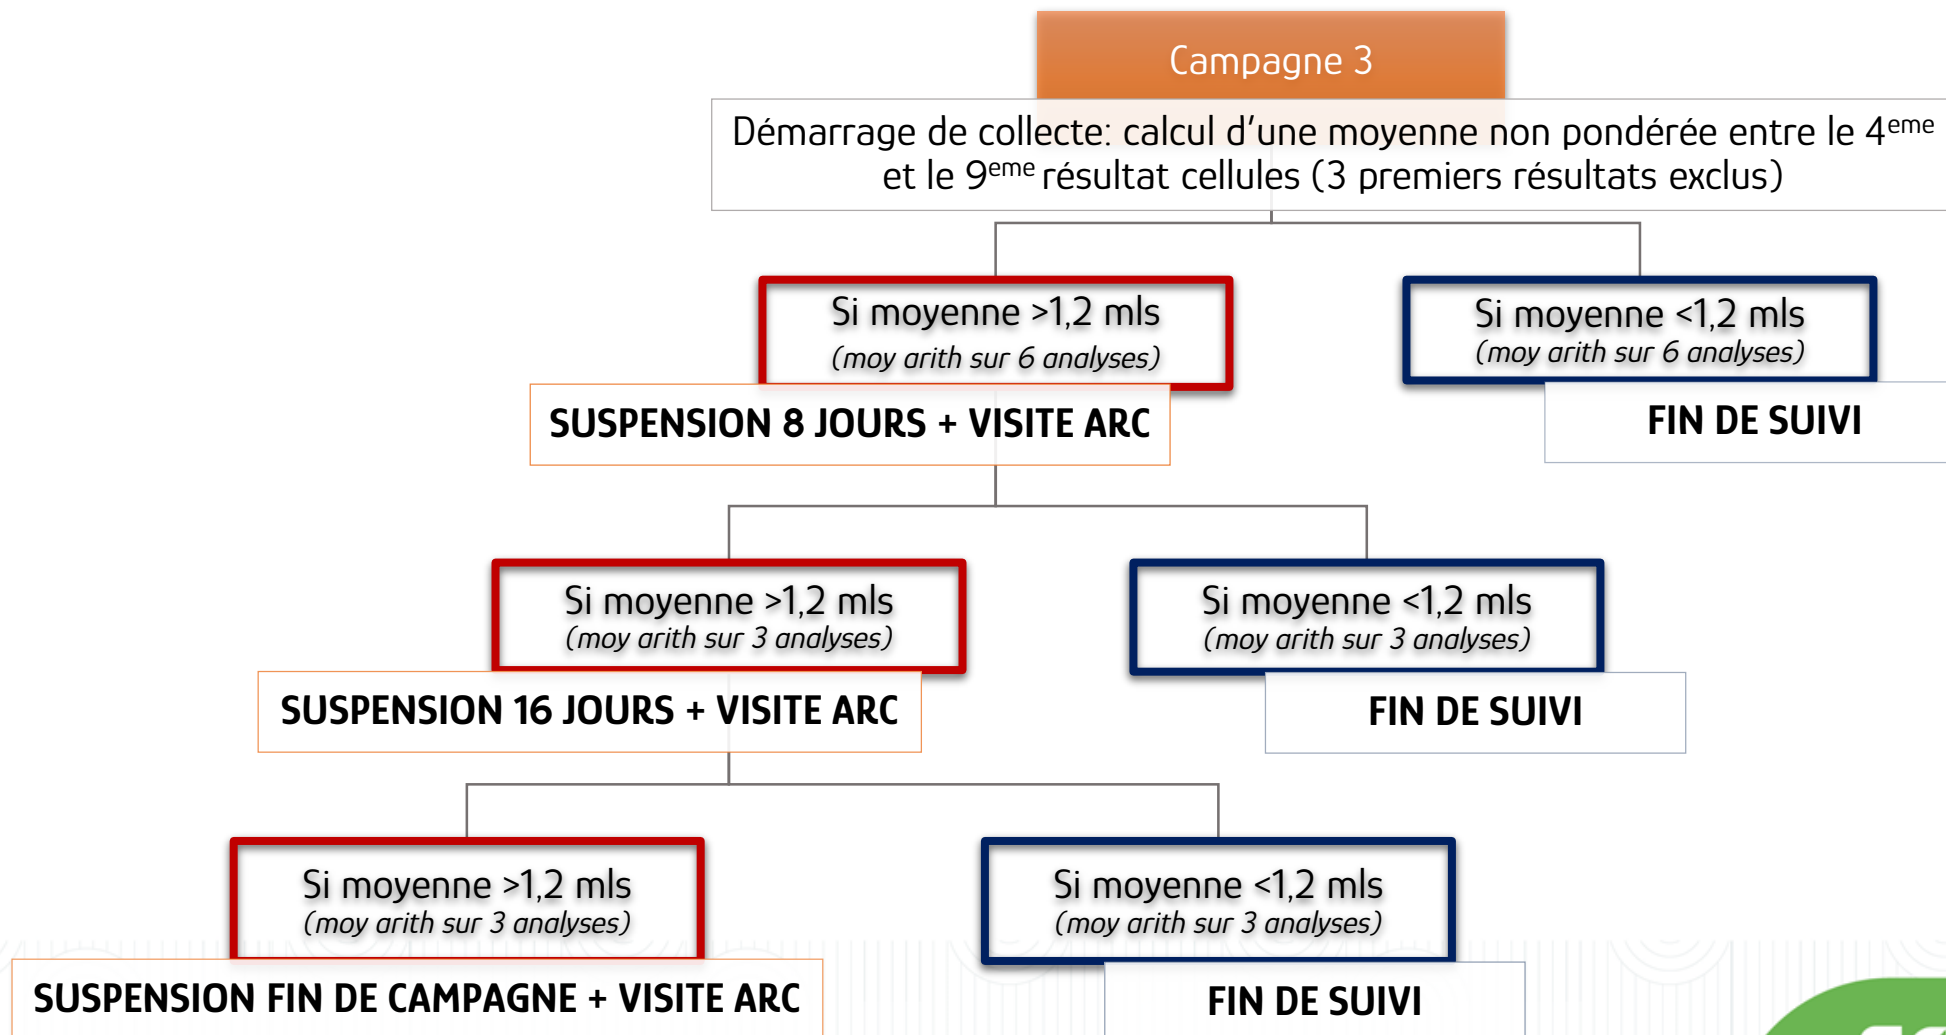 Campagne 3
Démarrage de collecte: calcul d’une moyenne non pondérée entre le 4eme
et le 9eme résultat cellules (3 premiers résultats exclus)
Si moyenne >1,2 mls
(moy arith sur 6 analyses)
SUSPENSION 8 JOURS + VISITE ARC
Si moyenne <1,2 mls
(moy arith sur 6 analyses)
FIN DE SUIVI
Si moyenne >1,2 mls
(moy arith sur 3 analyses)
SUSPENSION 16 JOURS + VISITE ARC
Si moyenne <1,2 mls
(moy arith sur 3 analyses)
FIN DE SUIVI
Si moyenne >1,2 mls
(moy arith sur 3 analyses)
SUSPENSION FIN DE CAMPAGNE + VISITE ARC
Si moyenne <1,2 mls
(moy arith sur 3 analyses)
FIN DE SUIVI